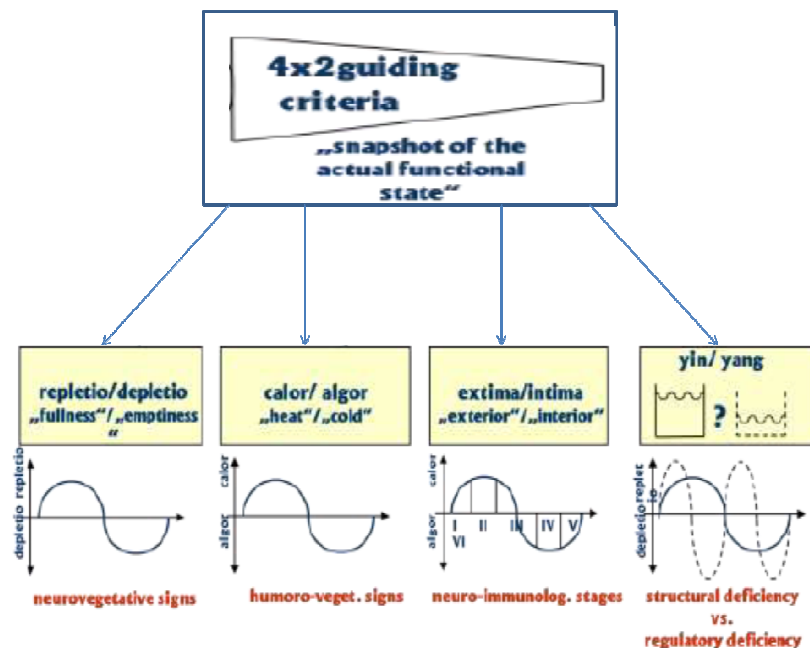 4x2guiding
criteria
„snapshot of the
actual functional
state“
repletio/depletio
„fullness“/„emptiness
“
calor/ algor
„heat“/„cold“
extima/intima
„exterior“/„interior“
yin/ yang
?
depletio repletio
algor calor
algor calor
I II III IV V
VI
depletio replet
io
neurovegetative signs
humoro-veget. signs
neuro-immunolog. stages
structural deficiency
vs.
regulatory deficiency